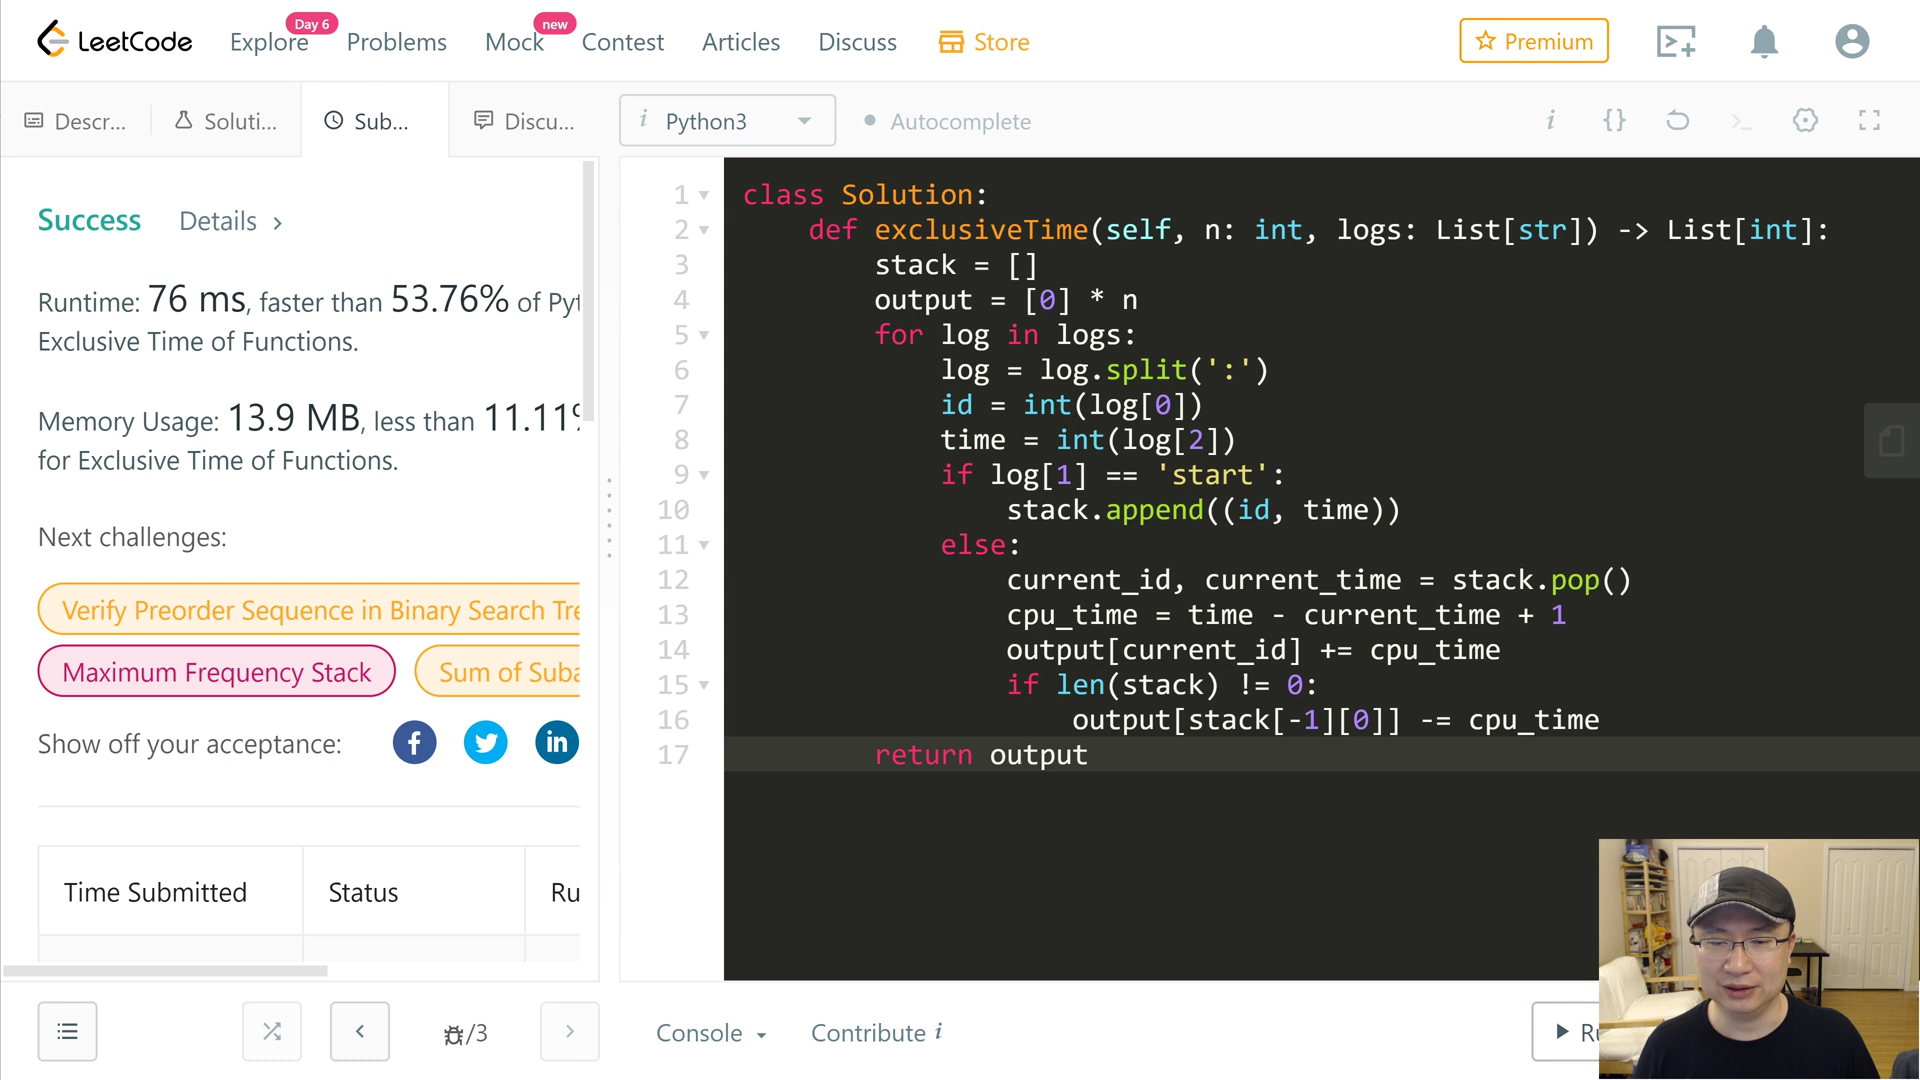 LeetCode
Explore
Day 6
Problems
Mock
new
Contest
Articles
Discuss
Store
Premium
Descr...
Soluti...
Sub...
Discu...
i Python3
Autocomplete
i {} >_
Success Details >
Runtime: 76 ms, faster than 53.76% of Pyt
Exclusive Time of Functions.
Memory Usage: 13.9 MB, less than 11.11%
for Exclusive Time of Functions.
Next challenges:
Verify Preorder Sequence in Binary Search Tre
Maximum Frequency Stack
Sum of Suba
Show off your acceptance:
f
in
Time Submitted
Status
Ru
1 class Solution:
2 def exclusiveTime(self, n: int, logs: List[str]) -> List[int]:
3 stack = []
4 output = [0] * n
5 for log in logs:
6 log = log.split(':')
7 id = int(log[0])
8 time = int(log[2])
9 if log[1] == 'start':
10 stack.append((id, time))
11 else:
12 current_id, current_time = stack.pop()
13 cpu_time = time - current_time + 1
14 output[current_id] += cpu_time
15 if len(stack) != 0:
16 output[stack[-1][0]] -= cpu_time
17 return output
/3
Console
Contribute i
Ru